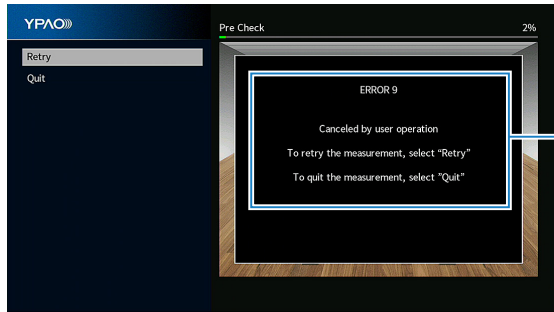 YPAO
Pre Check
2%
Retry
Quit
ERROR 9
Canceled by user operation
To retry the measurement, select “Retry”
To quit the measurement, select ”Quit”